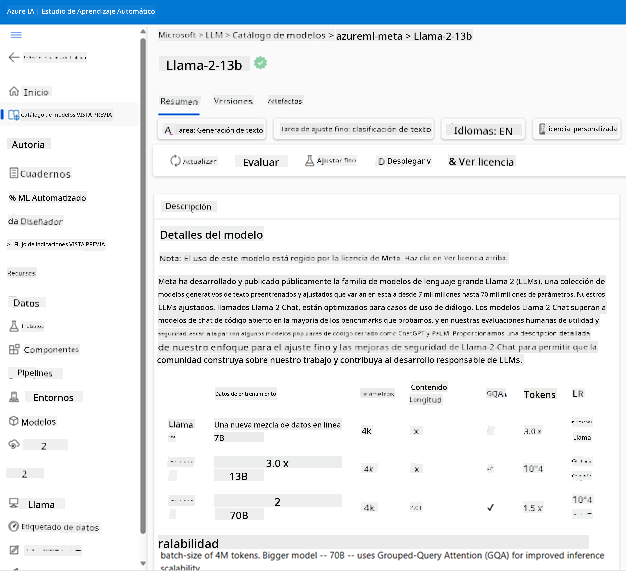 Azure IA | Estudio de Aprendizaje Automático
Microsoft > LLM > Catálogo de modelos > azureml-meta > Llama-2-13b
Llama-2-13b
Resumen Versiones Artefactos
area: Generación de texto
Tarea de ajuste fino: clasificación de texto
Idiomas: EN
licencia personalizada
Actualizar
Evaluar
Ajustar fino
D Desplegar v
& Ver licencia
Inicio
Catálogo de modelos VISTA PREVIA
Autoría
Cuadernos
% ML Automatizado
da Diseñador
> Flujo de indicaciones VISTA PREVIA
Recursos
Datos
Trabajos
Componentes
Pipelines
Entornos
Modelos
2
2
Llama
Etiquetado de datos
Descripción
Detalles del modelo
Nota: El uso de este modelo está regido por la licencia de Meta. Haz clic en Ver licencia arriba.
Meta ha desarrollado y publicado públicamente la familia de modelos de lenguaje grande Llama 2 (LLMs), una colección de
modelos generativos de texto preentrenados y ajustados que varían en escala desde 7 mil millones hasta 70 mil millones de parámetros. Nuestros
LLMs ajustados, llamados Llama-2-Chat, están optimizados para casos de uso de diálogo. Los modelos Llama-2-Chat superan a
modelos de chat de código abierto en la mayoría de los benchmarks que probamos, y en nuestras evaluaciones humanas de utilidad y
seguridad, están a la par con algunos modelos populares de código cerrado como ChatGPT y PaLM. Proporcionamos una descripción detallada
de nuestro enfoque para el ajuste fino y las mejoras de seguridad de Llama-2-Chat para permitir que la
comunidad construya sobre nuestro trabajo y contribuya al desarrollo responsable de LLMs.
Datos de entrenamiento Parámetros Contenido Longitud GQA Tokens LR
Llama Una nueva mezcla de datos en línea 7B 4k x 3.0 x Llama
3.0 x 13B 4k x 10^4
2 70B 4k ✓ 1.5 x 10^4
ralabilidad
batch-size of 4M tokens. Bigger model -- 70B -- uses Grouped-Query Attention (GQA) for improved inference
scalability